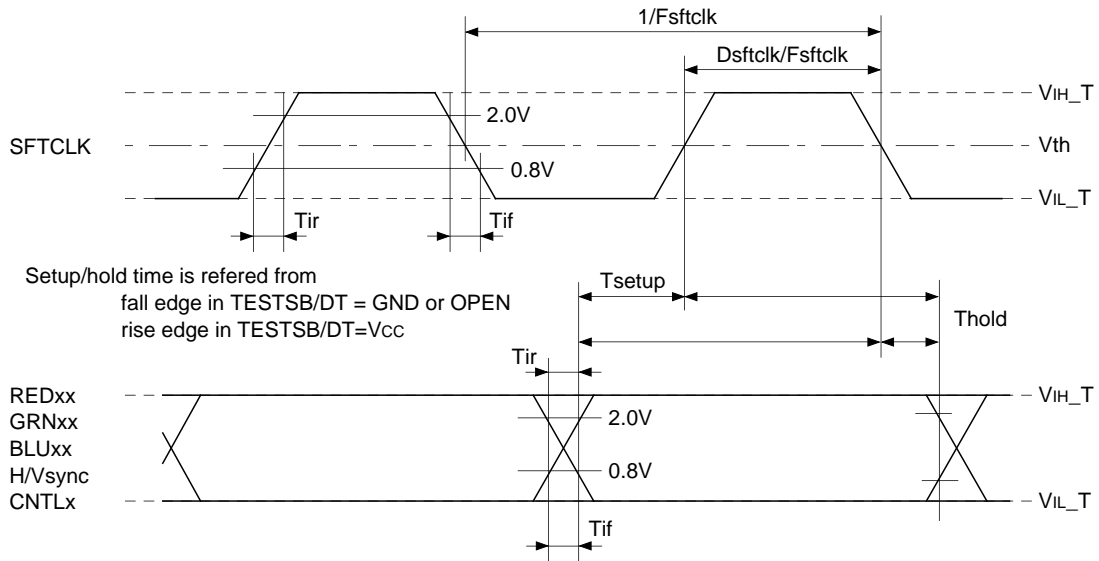 1/Fsftclk
Dsftclk/Fsftclk
VIH_T
2.0V
SFTCLK
Vth
0.8V
VIL_T
Tir
Tif
Setup/hold time is refered from
fall edge in TESTSB/DT = GND or OPEN
rise edge in TESTSB/DT=VCC
Tsetup
Thold
Tir
REDxx
VIH_T
GRNxx
2.0V
BLUxx
H/Vsync
0.8V
CNTLx
VIL_T
Tif